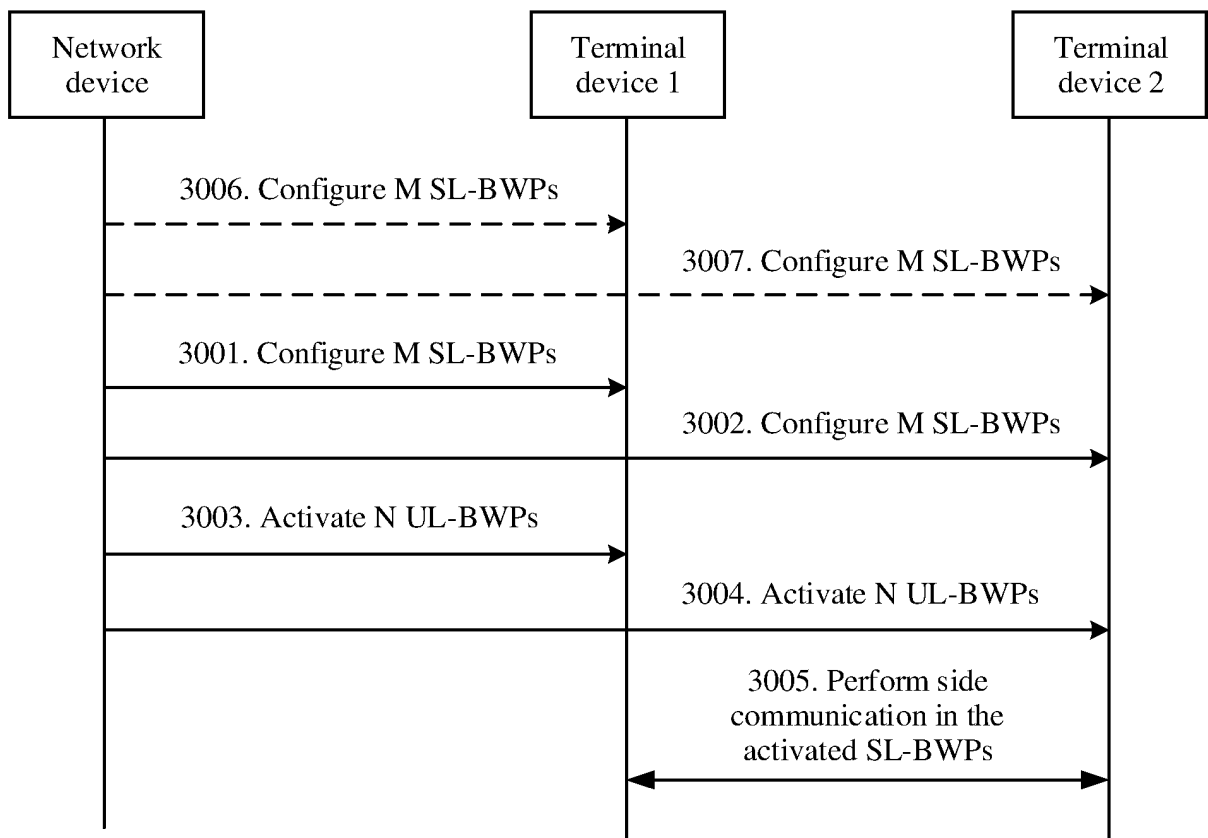 Network
device
Terminal
device 1
Terminal
device 2
3006. Configure M SL-BWPs
3007. Configure M SL-BWPs
3001. Configure M SL-BWPs
3002. Configure M SL-BWPs
3003. Activate N UL-BWPs
3004. Activate N UL-BWPs
3005. Perform side
communication in the
activated SL-BWPs